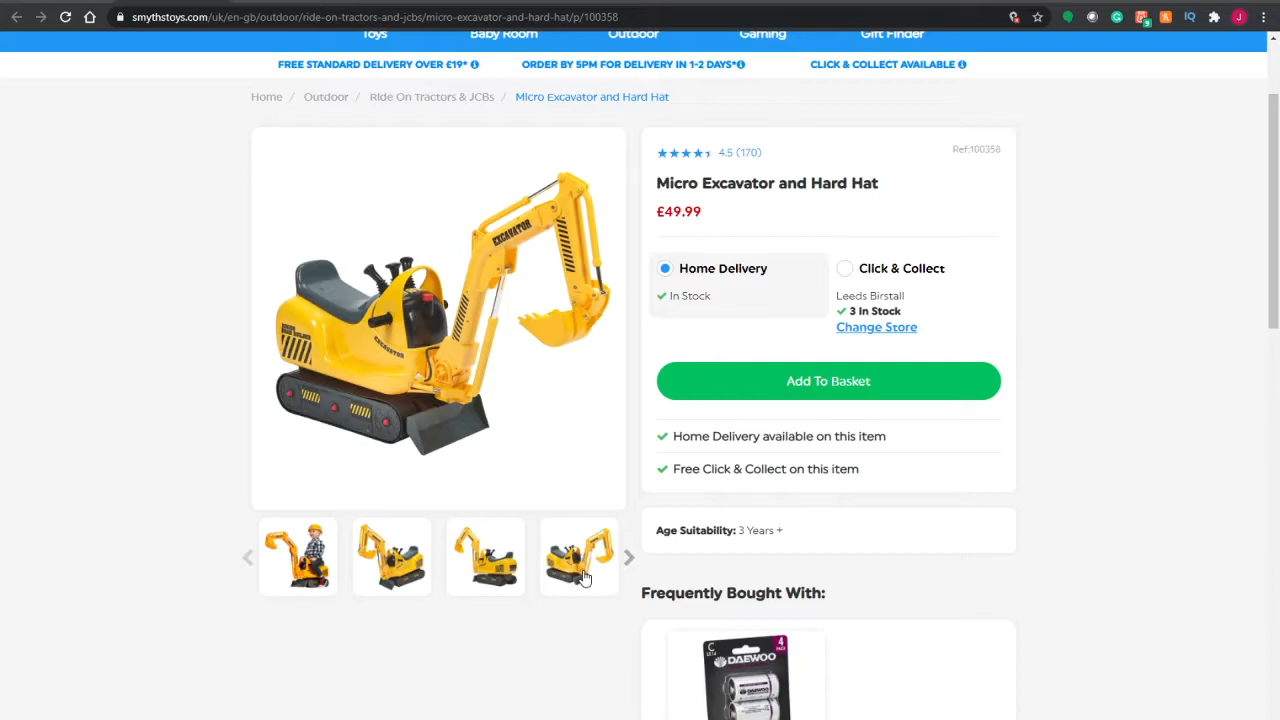 smythstoys.com/uk/en-gb/outdoor/ride-on-tractors-and-jcbs/micro-excavator-and-hard-hat/p/100358
Toys Baby Room Outdoor Gaming Gift Finder
FREE STANDARD DELIVERY OVER £19* ORDER BY 5PM FOR DELIVERY IN 1-2 DAYS* CLICK & COLLECT AVAILABLE
Home / Outdoor / Ride On Tractors & JCBs / Micro Excavator and Hard Hat
4.5 (170)
Ref:100358
Micro Excavator and Hard Hat
£49.99
Home Delivery
In Stock
Click & Collect
Leeds Birstall
3 In Stock
Change Store
Add To Basket
Home Delivery available on this item
Free Click & Collect on this item
Age Suitability: 3 Years +
Frequently Bought With:
EXCAVATOR
EXCAVATOR
C
4
DAEWOO